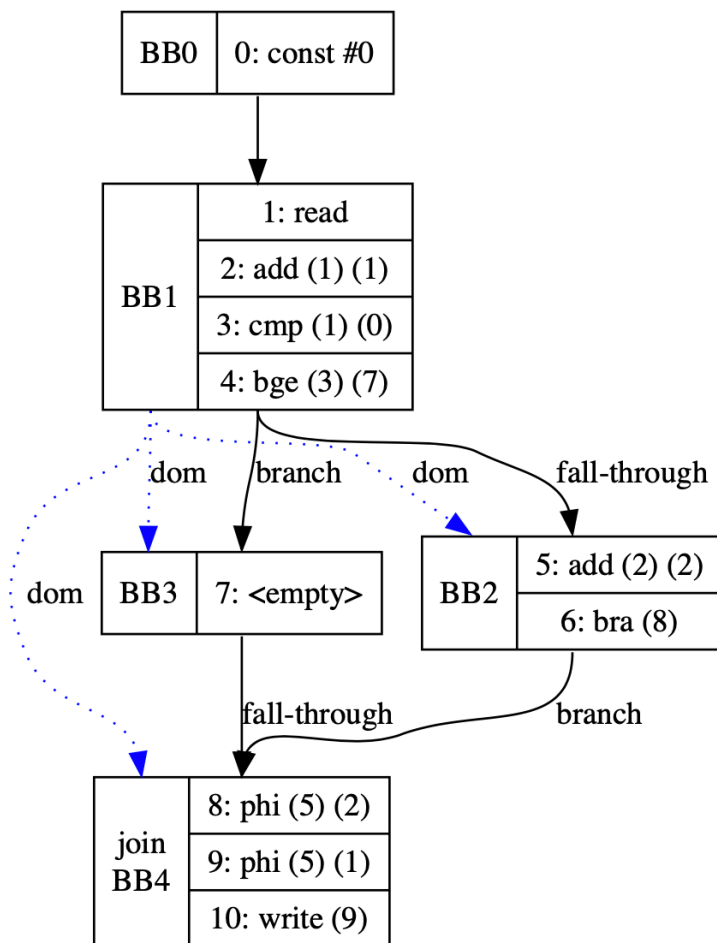 BB0
0: const #0
BB1
1: read
2: add (1) (1)
3: cmp (1) (0)
4: bge (3) (7)
dom
branch
dom
fall-through
dom
BB3
7: <empty>
BB2
5: add (2) (2)
6: bra (8)
fall-through
branch
join
BB4
8: phi (5) (2)
9: phi (5) (1)
10: write (9)